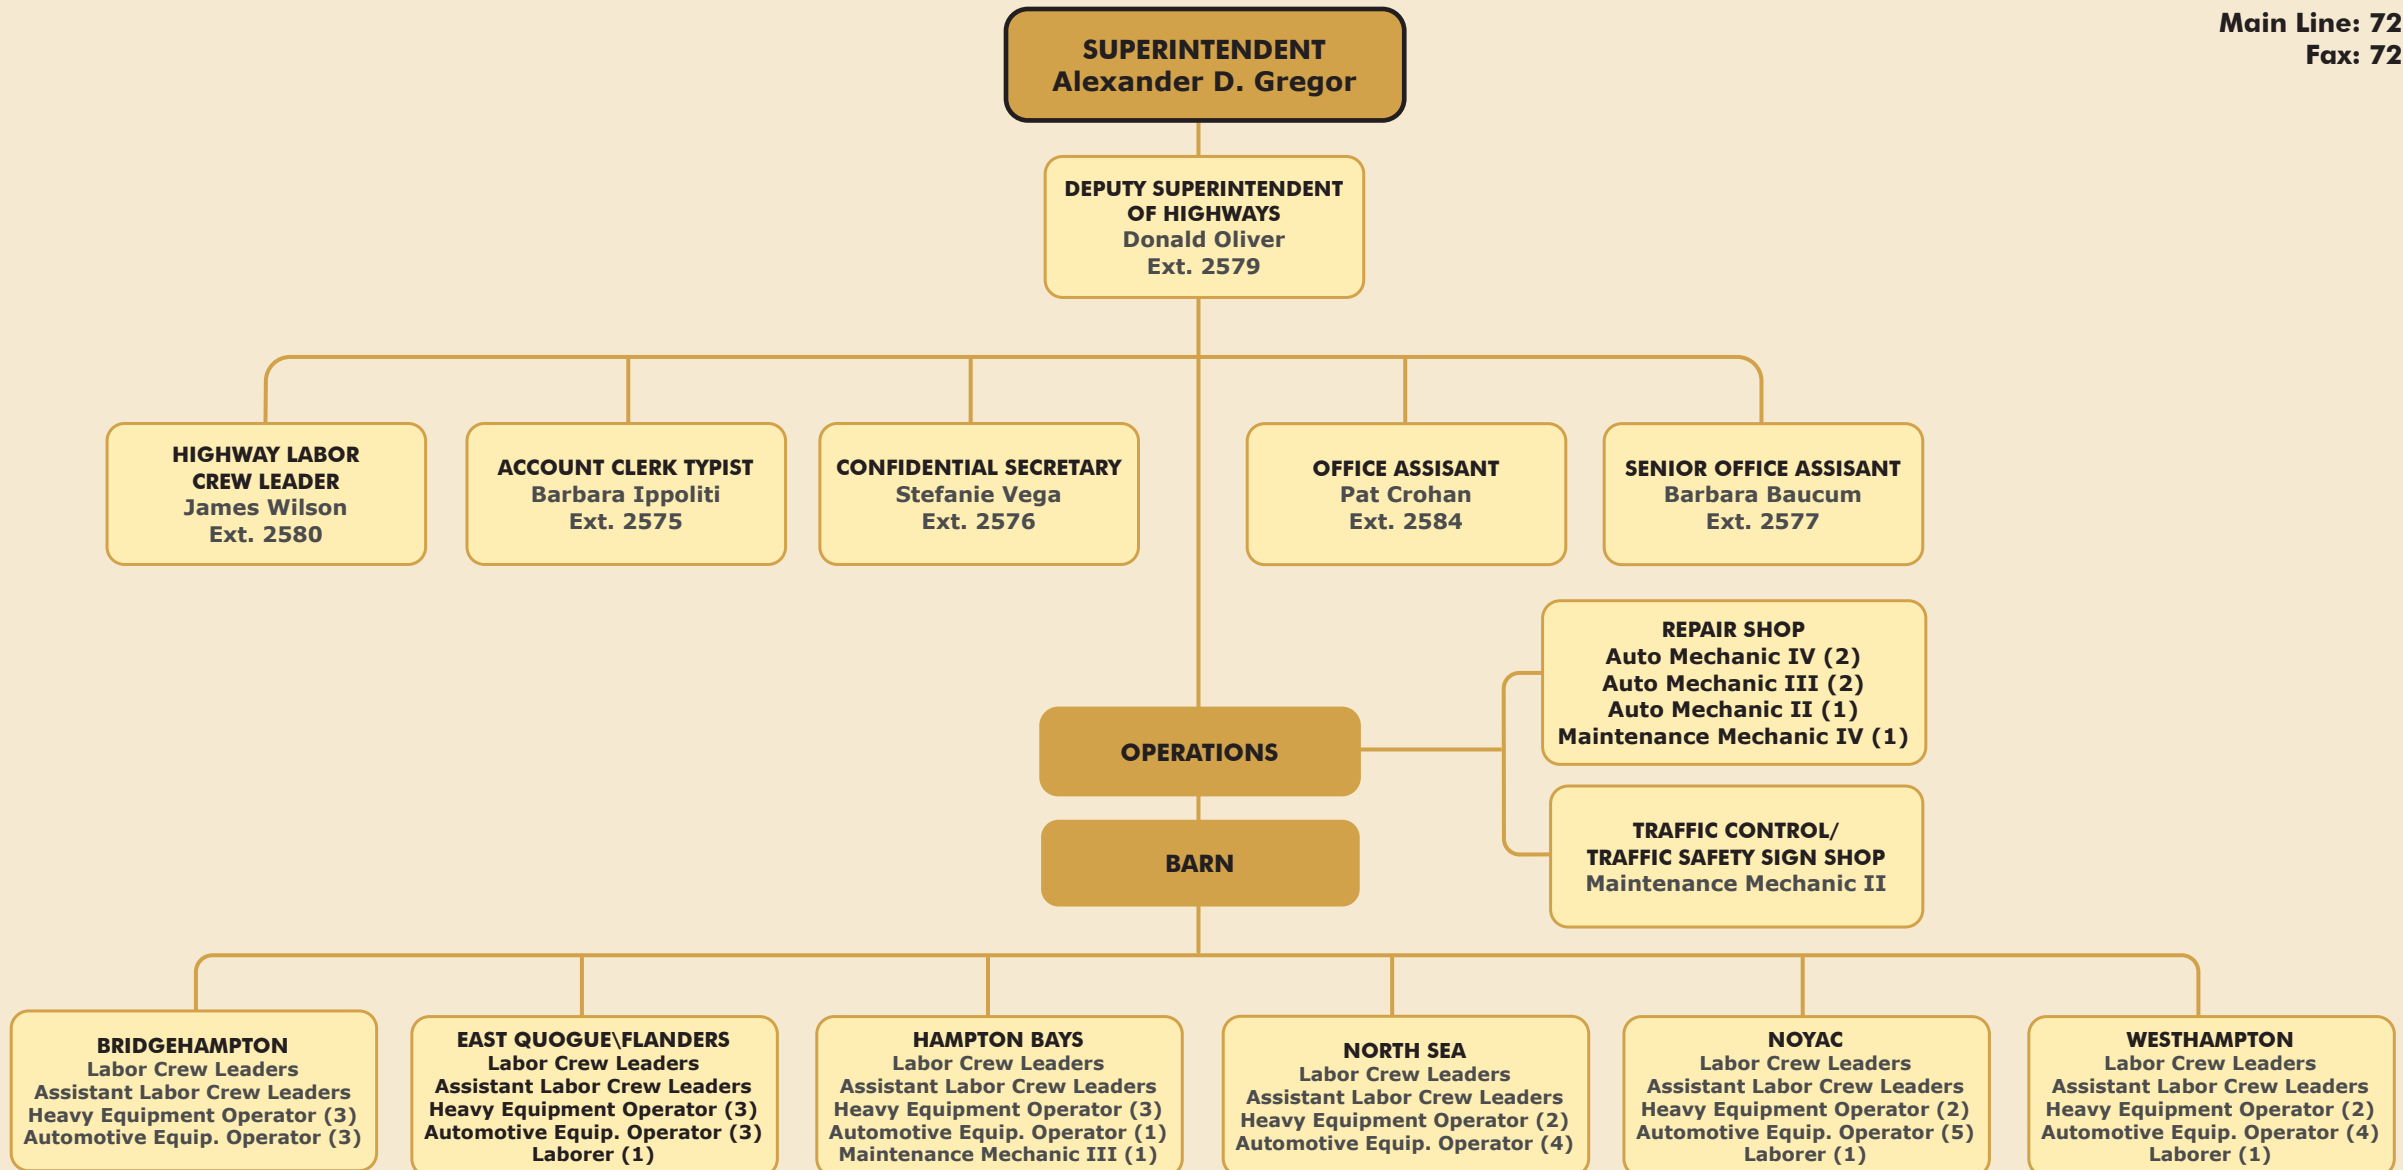 Main Line: 72
Fax: 72
SUPERINTENDENT
Alexander D. Gregor
DEPUTY SUPERINTENDENT
OF HIGHWAYS
Donald Oliver
Ext. 2579
HIGHWAY LABOR
CREW LEADER
James Wilson
Ext. 2580
ACCOUNT CLERK TYPIST
Barbara Ippoliti
Ext. 2575
CONFIDENTIAL SECRETARY
Stefanie Vega
Ext. 2576
OFFICE ASSISANT
Pat Crohan
Ext. 2584
SENIOR OFFICE ASSISANT
Barbara Baucum
Ext. 2577
REPAIR SHOP
Auto Mechanic IV (2)
Auto Mechanic III (2)
Auto Mechanic II (1)
Maintenance Mechanic IV (1)
OPERATIONS
TRAFFIC CONTROL/
TRAFFIC SAFETY SIGN SHOP
Maintenance Mechanic II
BARN
BRIDGEHAMPTON
Labor Crew Leaders
Assistant Labor Crew Leaders
Heavy Equipment Operator (3)
Automotive Equip. Operator (3)
EAST QUOGUE\FLANDERS
Labor Crew Leaders
Assistant Labor Crew Leaders
Heavy Equipment Operator (3)
Automotive Equip. Operator (3)
Laborer (1)
HAMPTON BAYS
Labor Crew Leaders
Assistant Labor Crew Leaders
Heavy Equipment Operator (3)
Automotive Equip. Operator (1)
Maintenance Mechanic III (1)
NORTH SEA
Labor Crew Leaders
Assistant Labor Crew Leaders
Heavy Equipment Operator (2)
Automotive Equip. Operator (4)
NOYAC
Labor Crew Leaders
Assistant Labor Crew Leaders
Heavy Equipment Operator (2)
Automotive Equip. Operator (5)
Laborer (1)
WESTHAMPTON
Labor Crew Leaders
Assistant Labor Crew Leaders
Heavy Equipment Operator (2)
Automotive Equip. Operator (4)
Laborer (1)